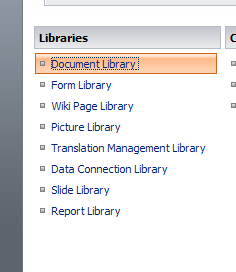 Libraries
Document Library
Form Library
Wiki Page Library
Picture Library
Translation Management Library
Data Connection Library
Slide Library
Report Library